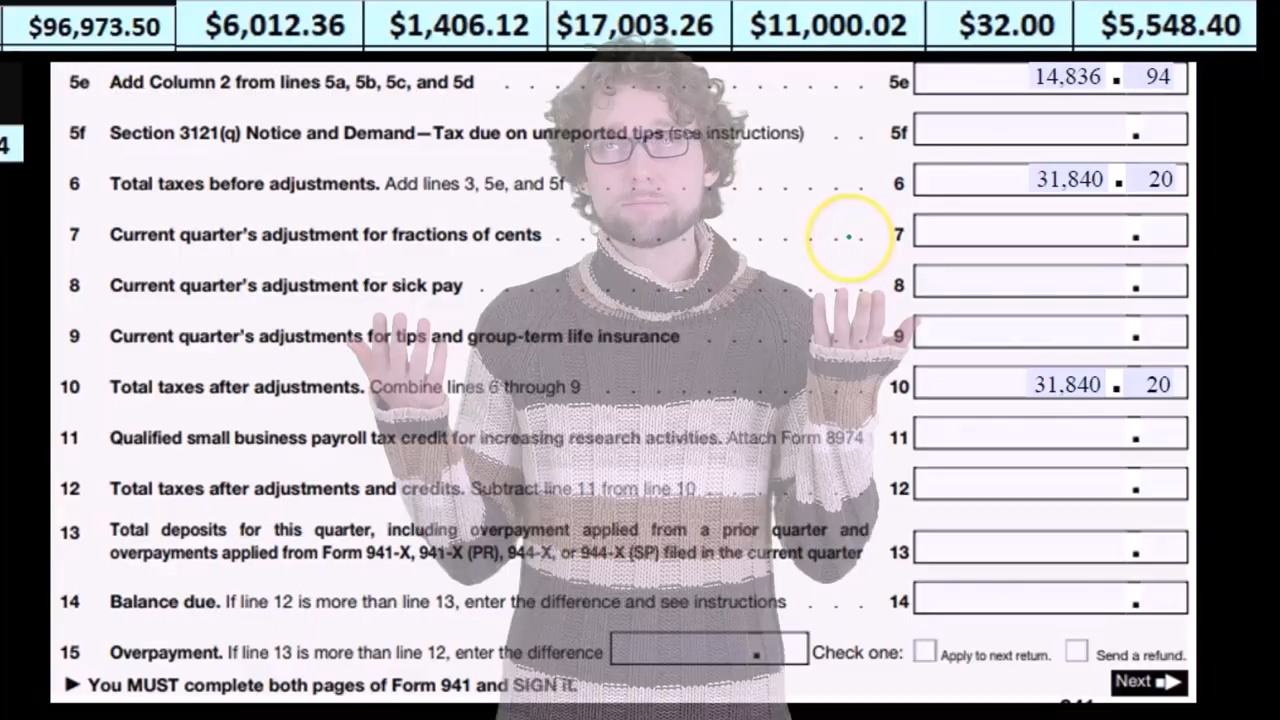 $96,973.50 $6,012.36 $1,406.12 $17,003.26 $11,000.02 $32.00 $5,548.40
4
5e Add Column 2 from lines 5a, 5b, 5c, and 5d . . . . . . . . . . . . . . . . 5e 14,836 . 94
5f Section 3121(q) Notice and Demand—Tax due on unreported tips (see instructions) . . 5f .
6 Total taxes before adjustments. Add lines 3, 5e, and 5f . . . . . . . . . . . . 6 31,840 . 20
7 Current quarter's adjustment for fractions of cents . . . . . . . . . . . . . 7 .
8 Current quarter's adjustment for sick pay . . . . . . . . . . . . . . . . 8 .
9 Current quarter's adjustments for tips and group-term life insurance . . . . . . . 9 .
10 Total taxes after adjustments. Combine lines 6 through 9 . . . . . . . . . . . 10 31,840 . 20
11 Qualified small business payroll tax credit for increasing research activities. Attach Form 8974 11 .
12 Total taxes after adjustments and credits. Subtract line 11 from line 10 . . . . . . . 12 .
13 Total deposits for this quarter, including overpayment applied from a prior quarter and
overpayments applied from Form 941-X, 941-X (PR), 944-X, or 944-X (SP) filed in the current quarter 13 .
14 Balance due. If line 12 is more than line 13, enter the difference and see instructions . . . 14 .
15 Overpayment. If line 13 is more than line 12, enter the difference . Check one: Apply to next return. Send a refund.
► You MUST complete both pages of Form 941 and SIGN it. Next ■►